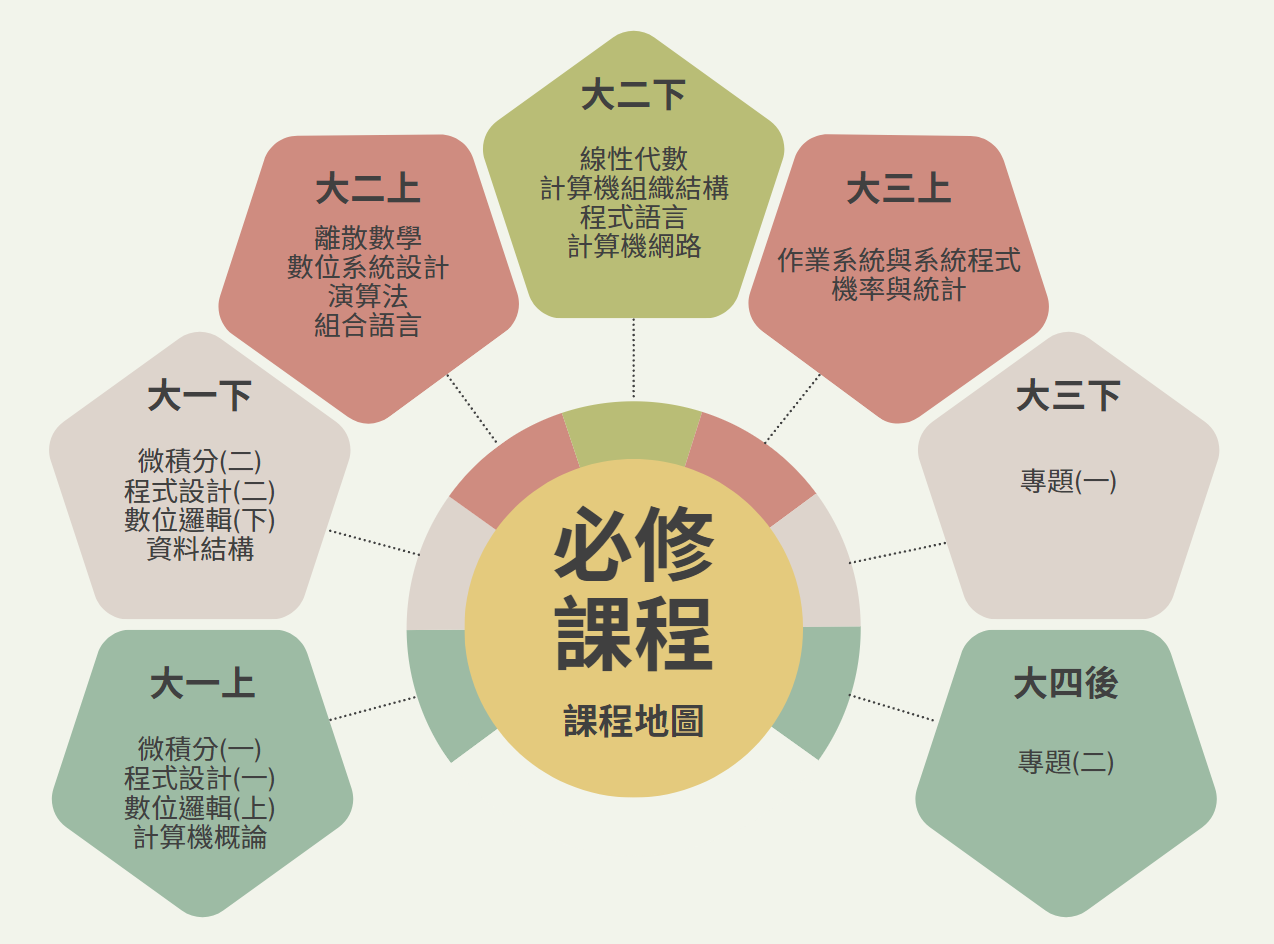 大一上
微積分(一)
程式設計(一)
數位邏輯(上)
計算機概論
大一下
微積分(二)
程式設計(二)
數位邏輯(下)
資料結構
大二上
離散數學
數位系統設計
演算法
組合語言
大二下
線性代數
計算機組織結構
程式語言
計算機網路
大三上
作業系統與系統程式
機率與統計
大三下
專題(一)
大四後
專題(二)
必修
課程
課程地圖